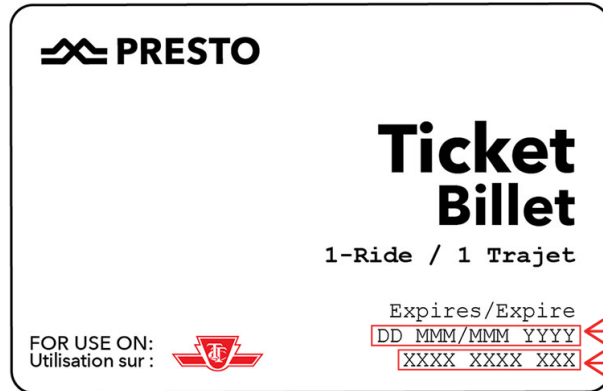 PRESTO
Ticket
Billet
1-Ride / 1 Trajet
Expires/Expire
DD MMM/MMM YYYY
XXXX XXXX XXX
FOR USE ON:
Utilisation sur :
TTC